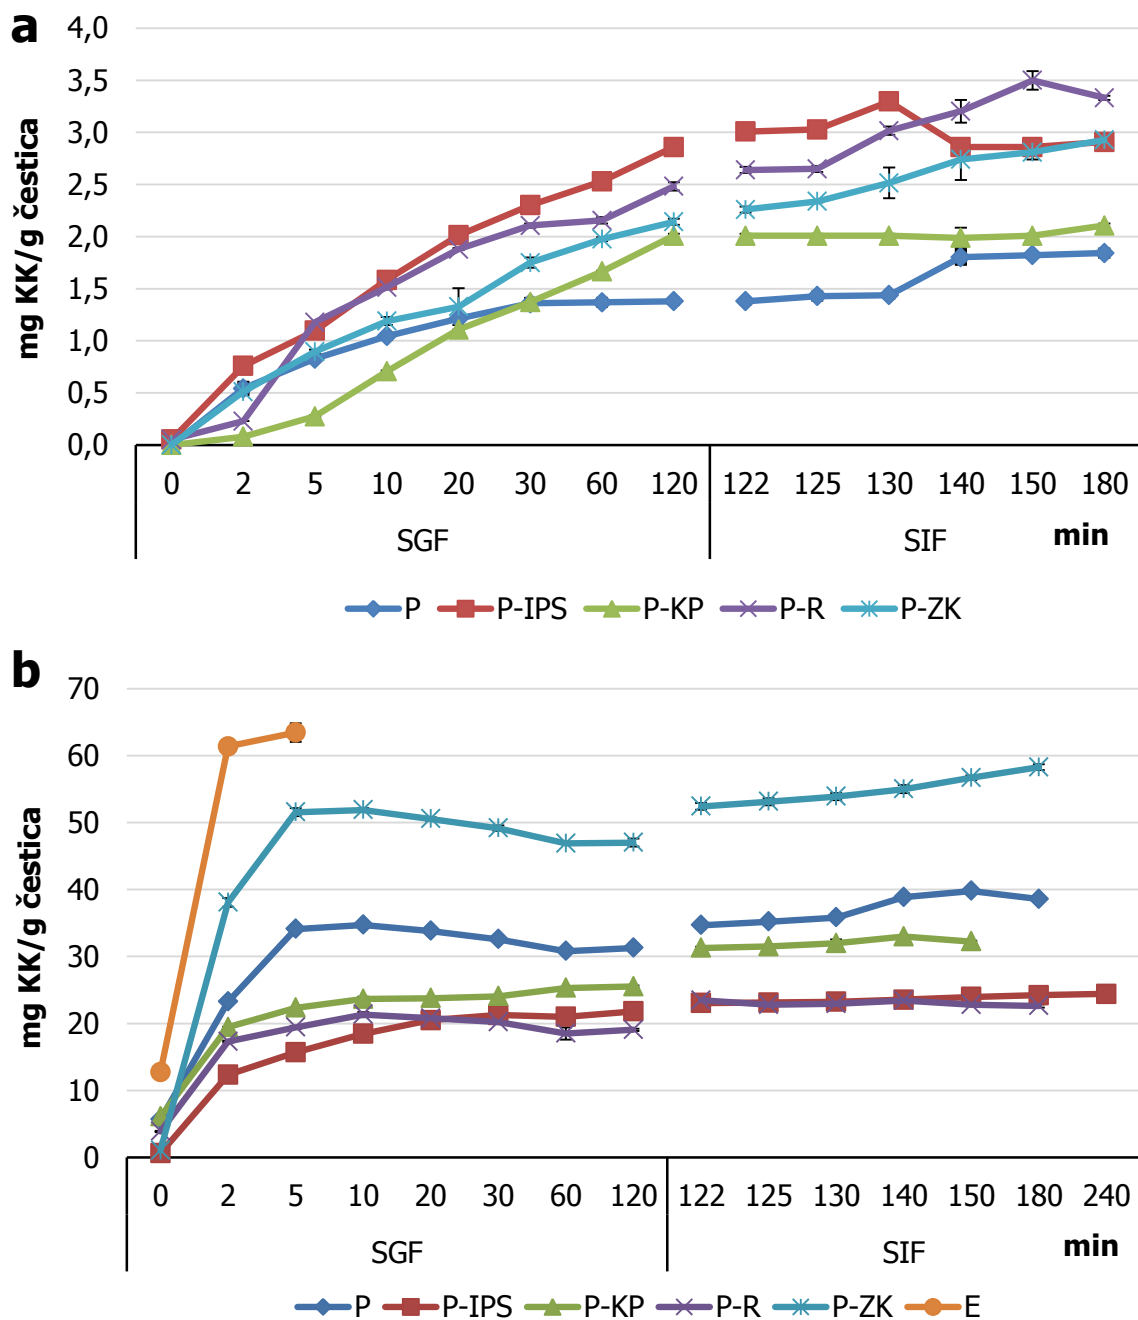 a
mg KK/g čestica
4,0
3,5
3,0
2,5
2,0
1,5
1,0
0,5
0,0
0 2 5 10 20 30 60 120 122 125 130 140 150 180
SGF SIF min
P P-IPS P-KP P-R P-ZK
b
mg KK/g čestica
70
60
50
40
30
20
10
0
0 2 5 10 20 30 60 120 122 125 130 140 150 180 240
SGF SIF min
P P-IPS P-KP P-R P-ZK E